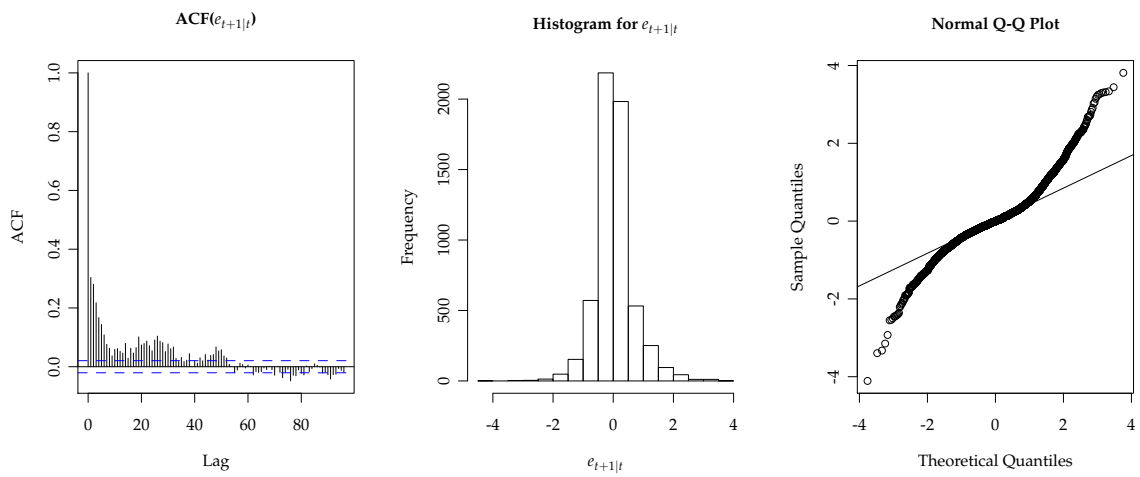 ACF(e_{t+1|t})
ACF
1.0
0.8
0.6
0.4
0.2
0.0
0 20 40 60 80
Lag
Histogram for e_{t+1|t}
Frequency
2000
1500
1000
500
0
-4 -2 0 2 4
e_{t+1|t}
Normal Q-Q Plot
Sample Quantiles
4
2
0
-2
-4
-4 -2 0 2 4
Theoretical Quantiles